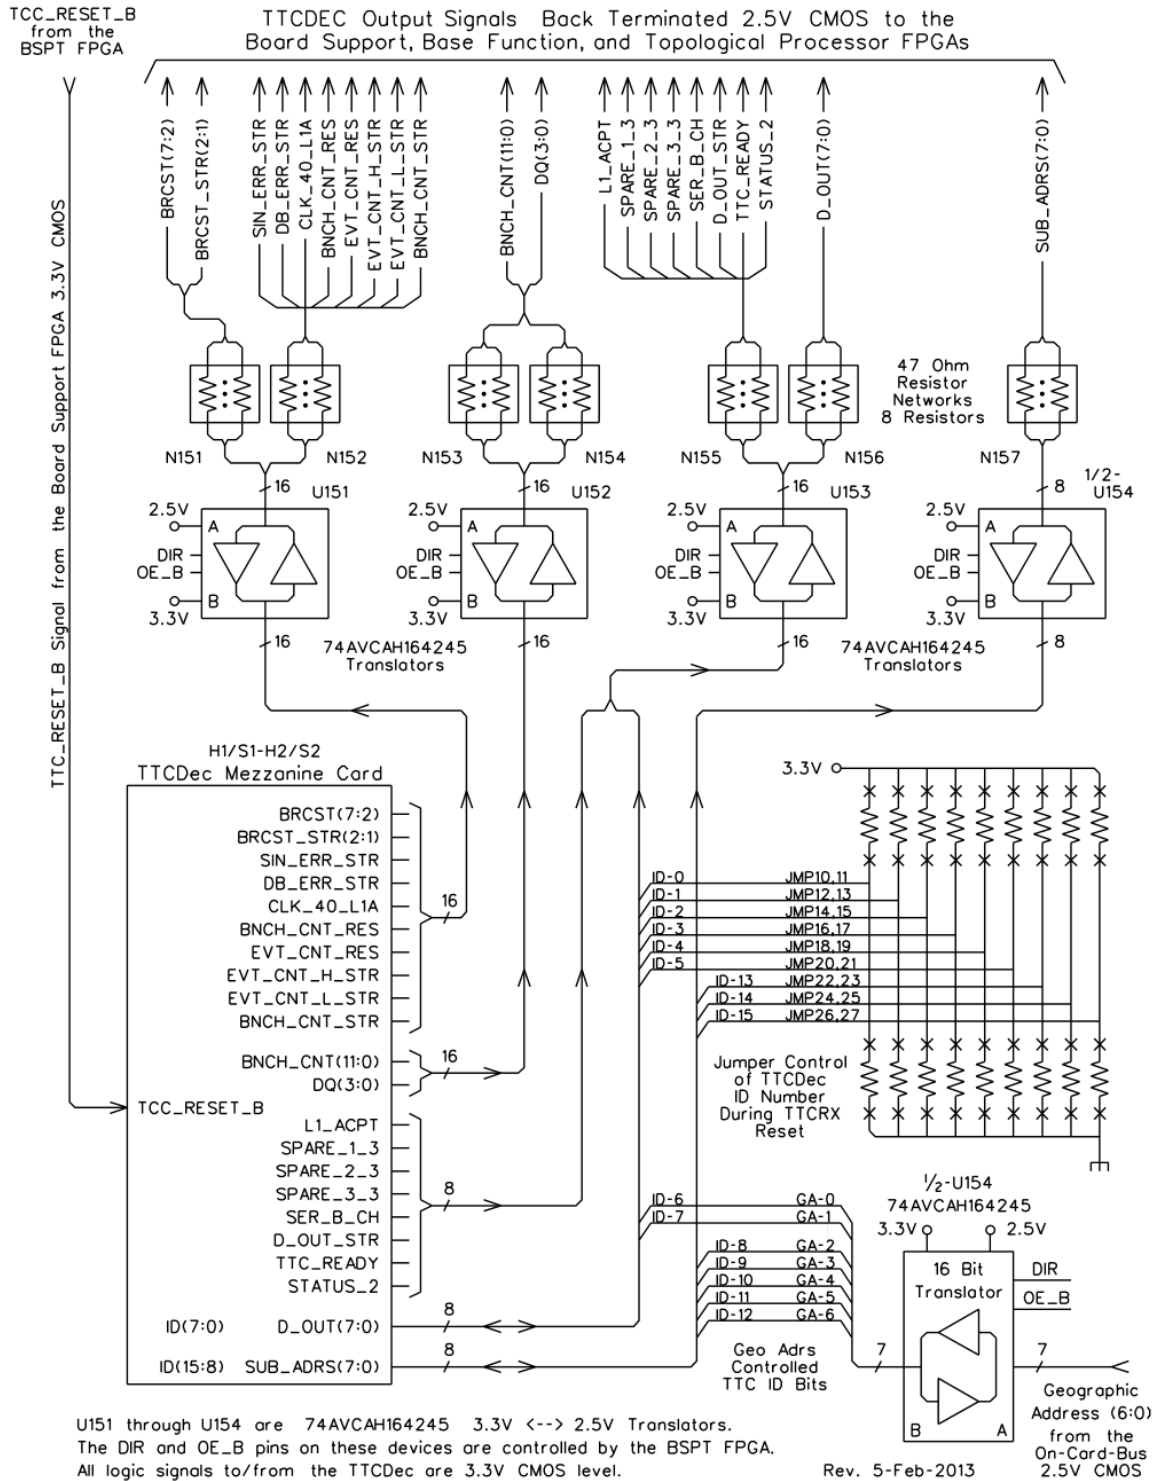 TCC_RESET_B
from the
BSPT FPGA
TTCDEC Output Signals Back Terminated 2.5V CMOS to the
Board Support, Base Function, and Topological Processor FPGAs
TTC_RESET_B Signal from the Board Support FPGA 3.3V CMOS
BRCST(7:2)
BRCST_STR(2:1)
SIN_ERR_STR
DB_ERR_STR
CLK_40_L1A
BNCH_CNT_RES
EVT_CNT_RES
EVT_CNT_H_STR
EVT_CNT_L_STR
BNCH_CNT_STR
BNCH_CNT(11:0)
DQ(3:0)
L1_ACPT
SPARE_1_3
SPARE_2_3
SPARE_3_3
SER_B_CH
D_OUT_STR
TTC_READY
STATUS_2
D_OUT(7:0)
SUB_ADRS(7:0)
47 Ohm
Resistor
Networks
8 Resistors
N151
N152
N153
N154
N155
N156
N157
16
U151
16
U152
16
U153
8
1/2-
U154
2.5V
A
DIR
OE_B
B
3.3V
2.5V
A
DIR
OE_B
B
3.3V
2.5V
A
DIR
OE_B
B
3.3V
2.5V
A
DIR
OE_B
B
3.3V
16
16
16
8
74AVCAH164245
Translators
74AVCAH164245
Translators
H1/S1-H2/S2
TTCDec Mezzanine Card
BRCST(7:2)
BRCST_STR(2:1)
SIN_ERR_STR
DB_ERR_STR
CLK_40_L1A
BNCH_CNT_RES
EVT_CNT_RES
EVT_CNT_H_STR
EVT_CNT_L_STR
BNCH_CNT_STR
16
BNCH_CNT(11:0)
DQ(3:0)
16
TCC_RESET_B
L1_ACPT
SPARE_1_3
SPARE_2_3
SPARE_3_3
SER_B_CH
D_OUT_STR
TTC_READY
STATUS_2
8
ID(7:0) D_OUT(7:0)
8
ID(15:8) SUB_ADRS(7:0)
8
3.3V
ID-0 JMP10,11
ID-1 JMP12,13
ID-2 JMP14,15
ID-3 JMP16,17
ID-4 JMP18,19
ID-5 JMP20,21
ID-13 JMP22,23
ID-14 JMP24,25
ID-15 JMP26,27
Jumper Control
of TTCDec
ID Number
During TTCRX
Reset
½-U154
74AVCAH164245
3.3V
2.5V
ID-6 GA-0
ID-7 GA-1
ID-8 GA-2
ID-9 GA-3
ID-10 GA-4
ID-11 GA-5
ID-12 GA-6
16 Bit
Translator
DIR
OE_B
B
A
7
7
Geo Adrs
Controlled
TTC ID Bits
Geographic
Address (6:0)
from the
On-Card-Bus
2.5V CMOS
U151 through U154 are 74AVCAH164245 3.3V <--> 2.5V Translators.
The DIR and OE_B pins on these devices are controlled by the BSPT FPGA.
All logic signals to/from the TTCDec are 3.3V CMOS level.
Rev. 5-Feb-2013